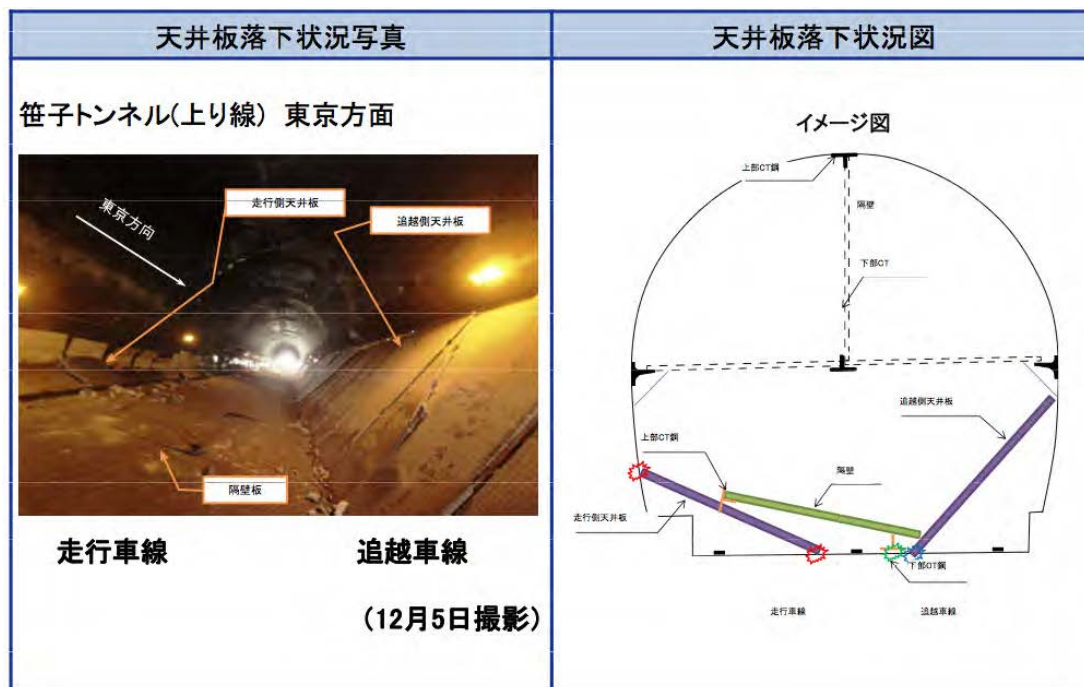 天井板落下状況写真
天井板落下状況図
笹子トンネル(上り線) 東京方面
東京方向
走行側天井板
追越側天井板
隔壁板
走行車線
追越車線
(12月5日撮影)
イメージ図
上部CT鋼
隔壁
下部CT
追越側天井板
上部CT鋼
隔壁
走行側天井板
下部CT鋼
走行車線
追越車線